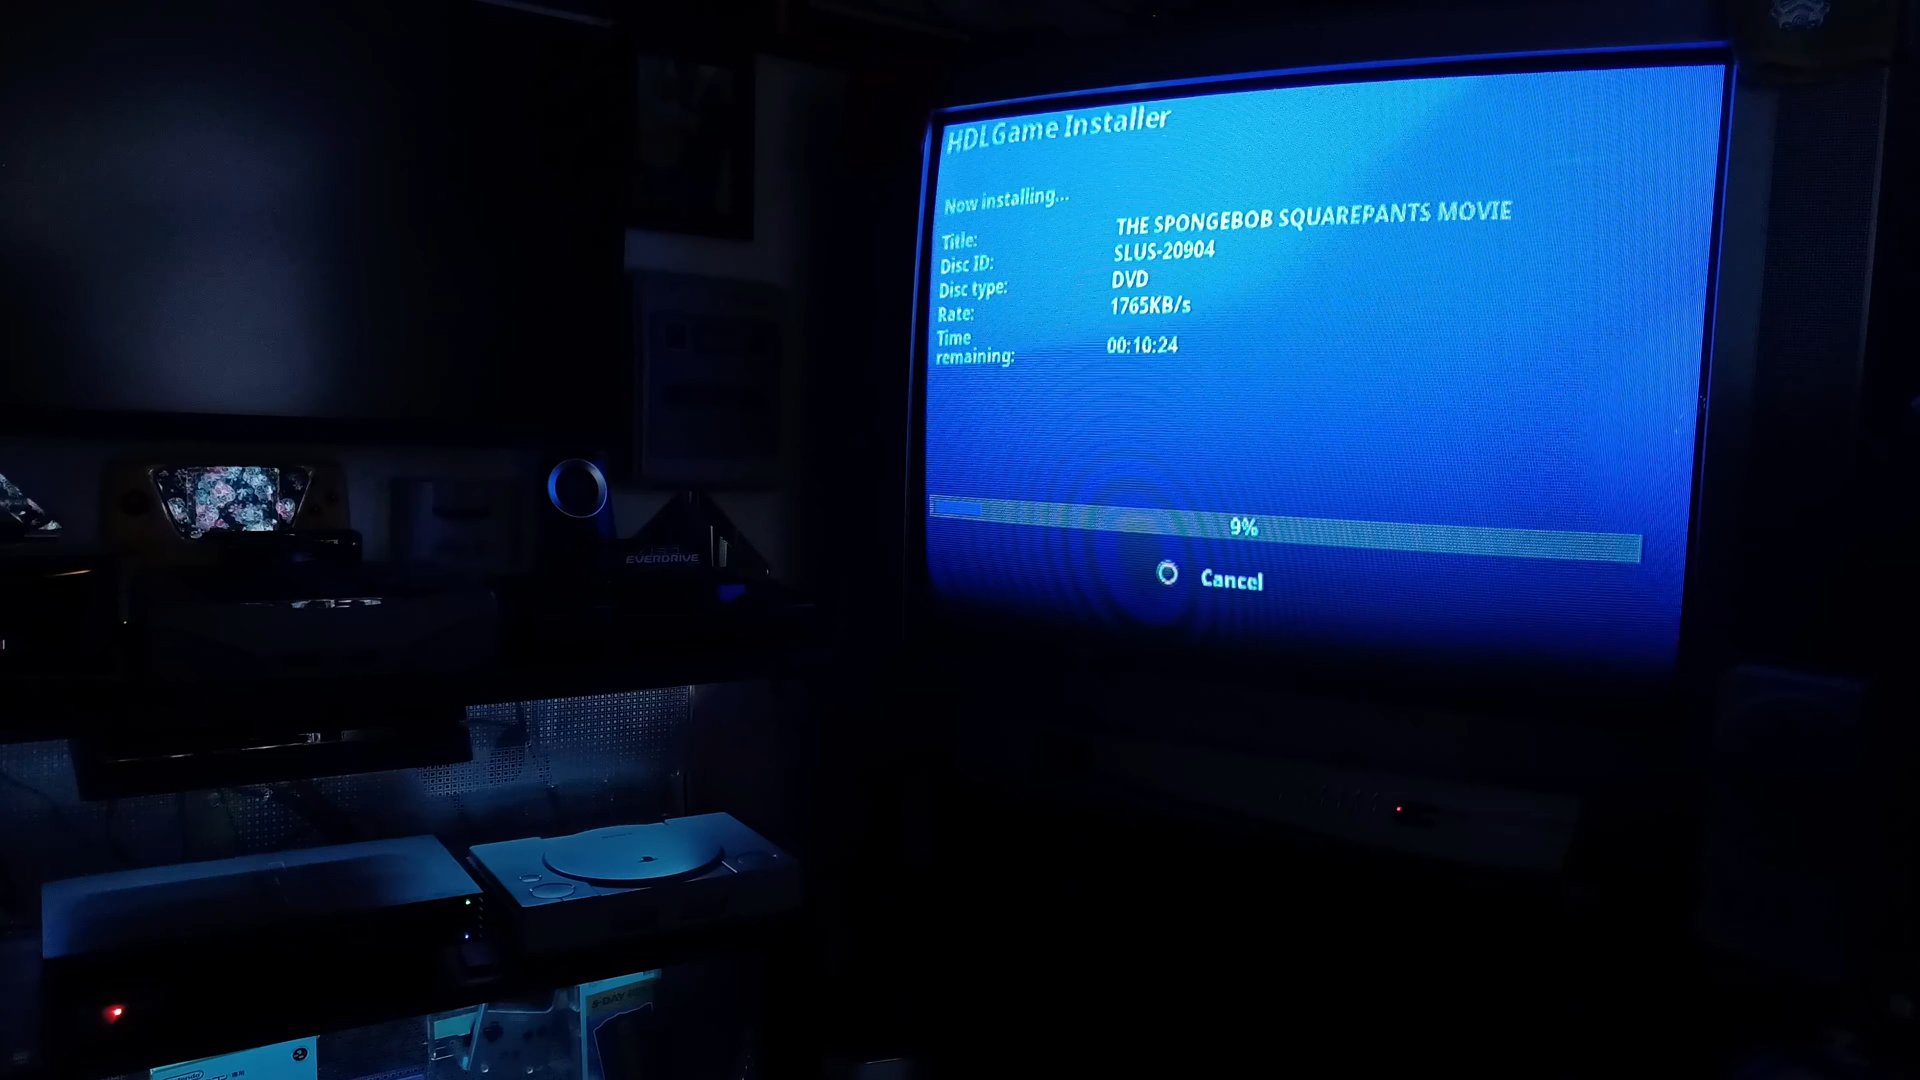 HDLGame Installer
Now installing...
Title: THE SPONGEBOB SQUAREPANTS MOVIE
Disc ID: SLUS-20904
Disc type: DVD
Rate: 1765KB/s
Time remaining: 00:10:24
9%
Cancel
EVERDRIVE
Nintendo